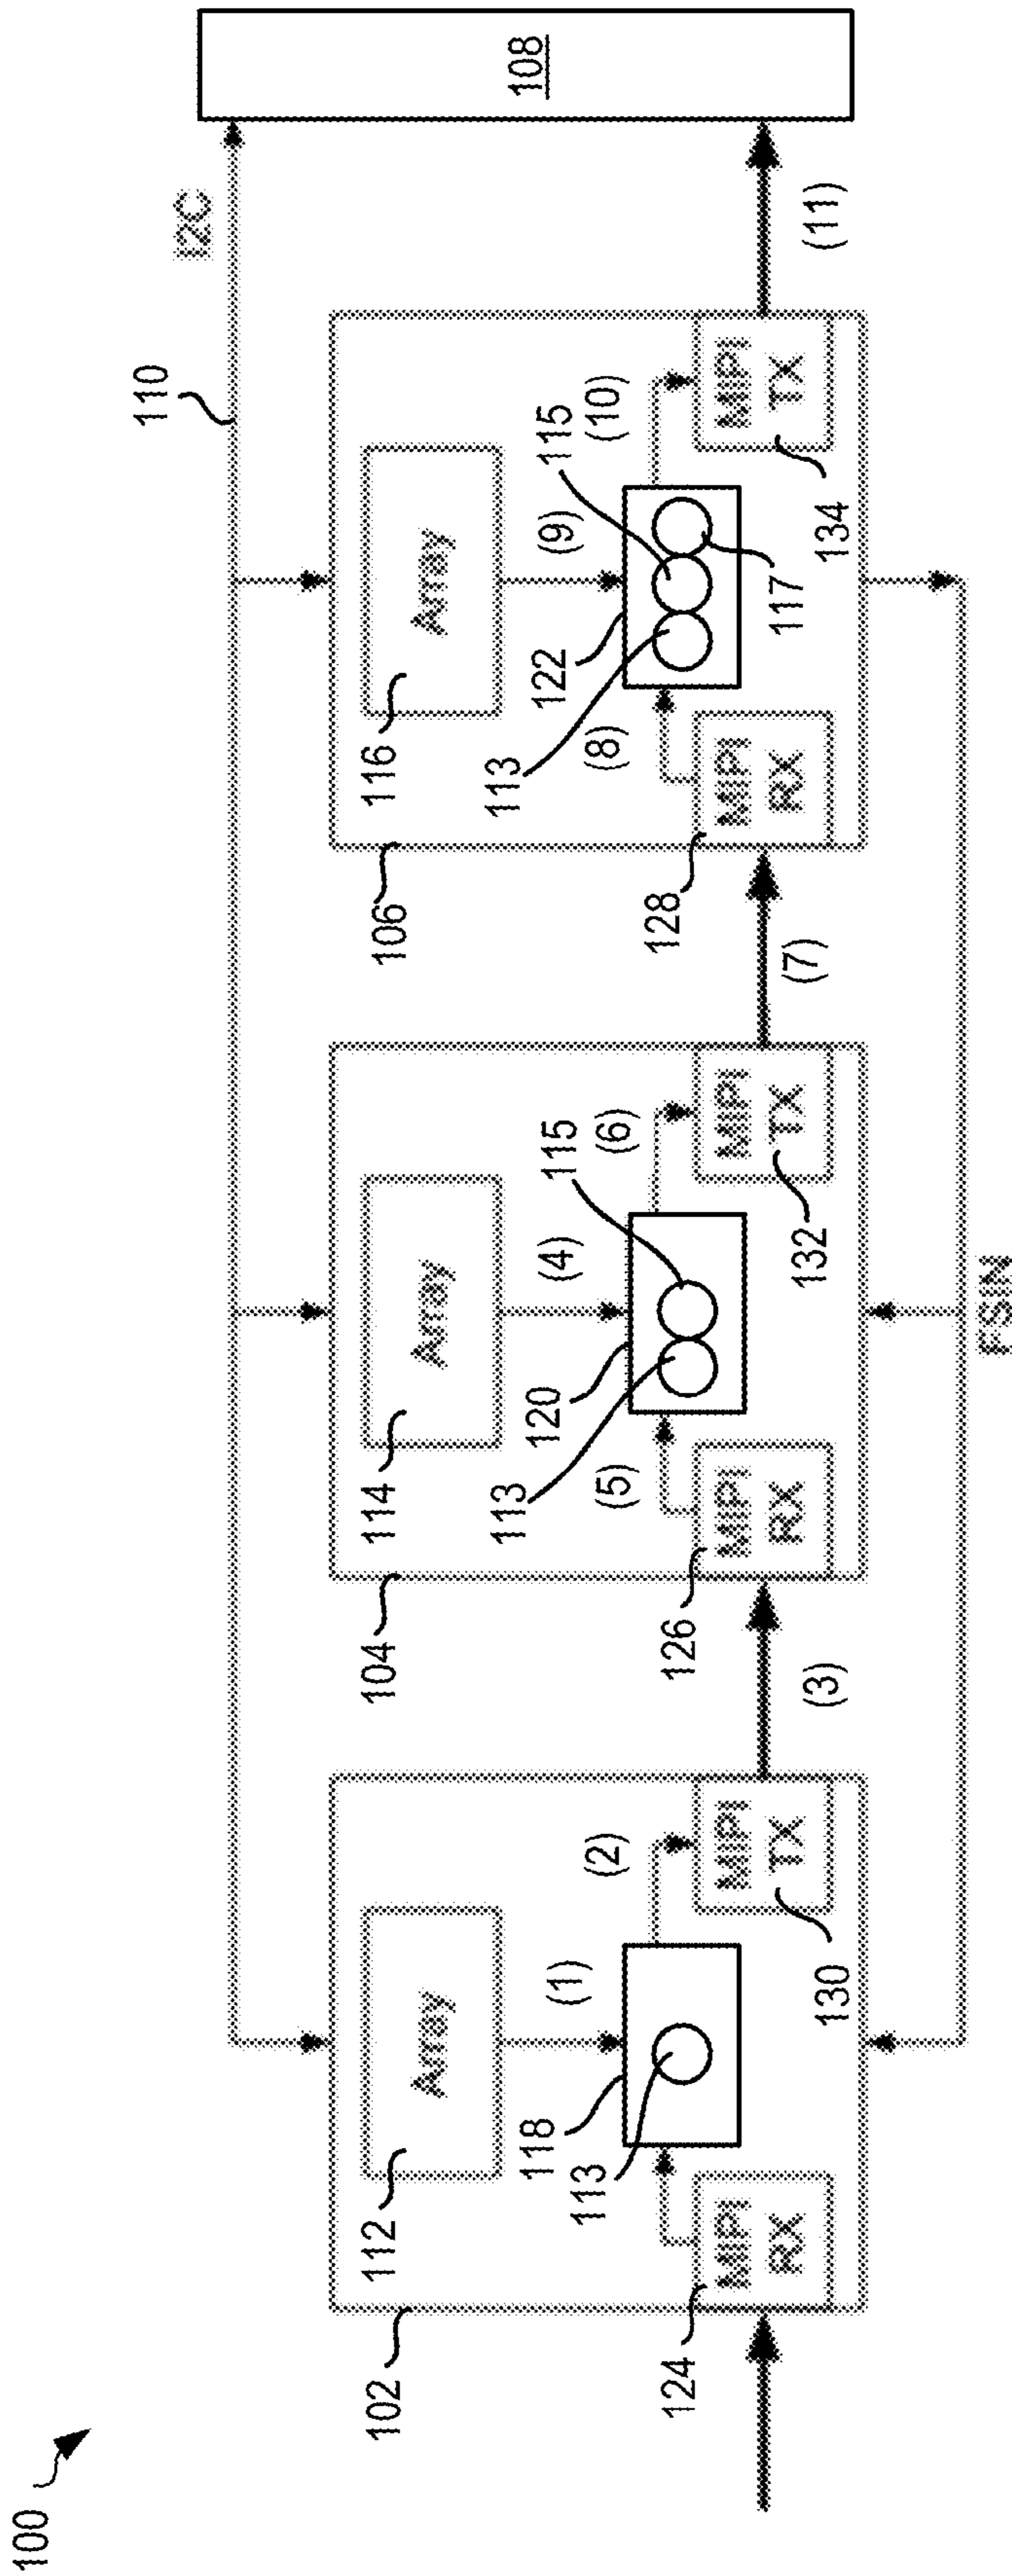 100
110
I2C
108
102
112
Array
118
113
(1)
(2)
124
MIPI
RX
130
MIPI
TX
(3)
104
114
Array
120
113
115
(4)
(5)
(6)
126
MIPI
RX
132
MIPI
TX
(7)
106
116
Array
122
113
115
117
(8)
(9)
(10)
128
MIPI
RX
134
MIPI
TX
(11)
FSIN